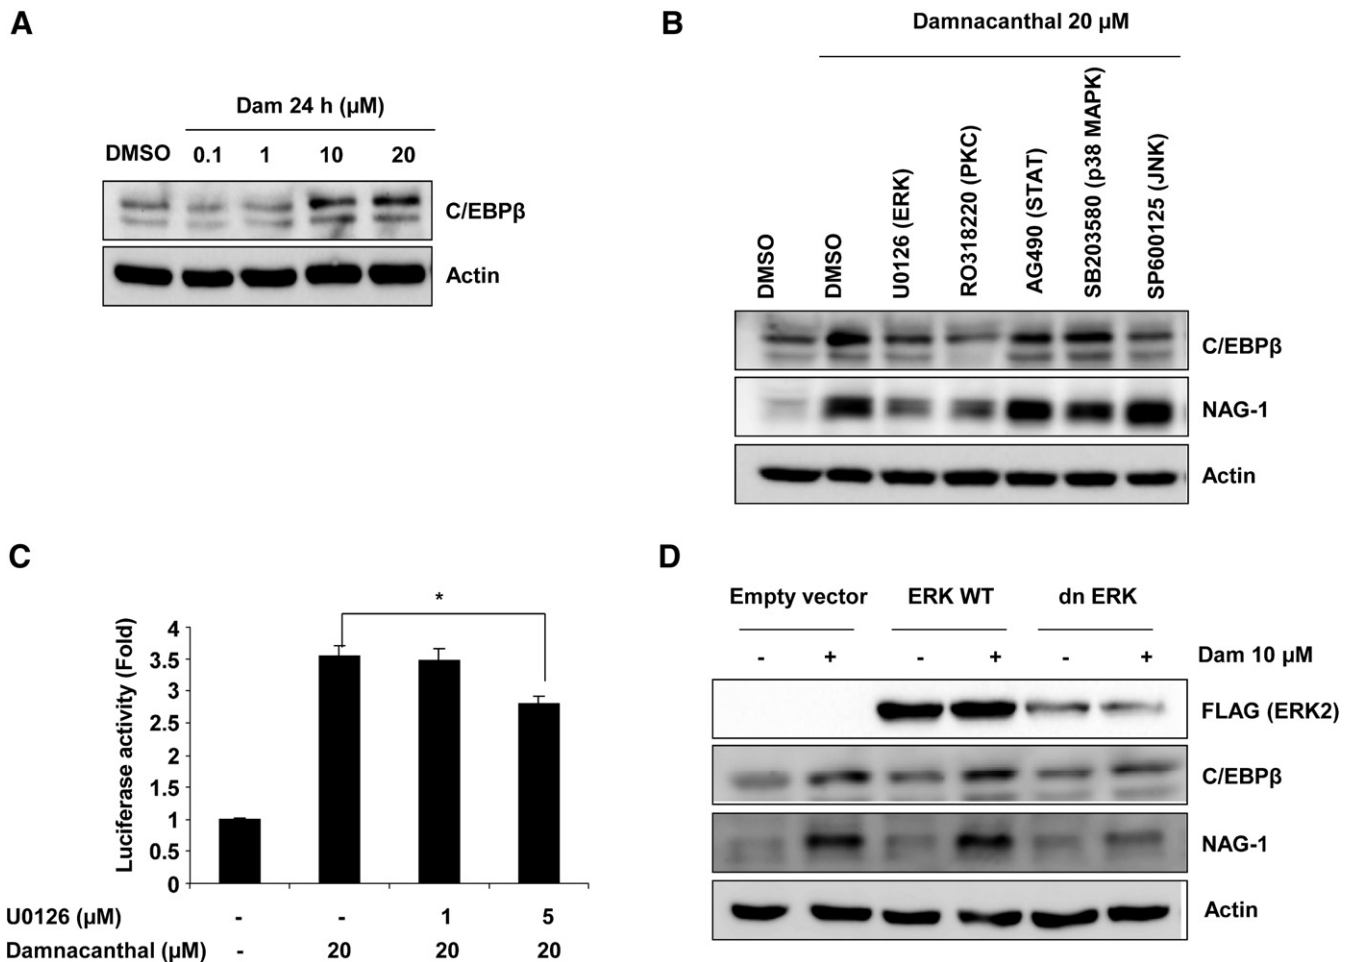 A
Dam 24 h (µM)
DMSO 0.1 1 10 20
C/EBPβ
Actin
B
Damnacanthal 20 µM
DMSO
DMSO
U0126 (ERK)
RO318220 (PKC)
AG490 (STAT)
SB203580 (p38 MAPK)
SP600125 (JNK)
C/EBPβ
NAG-1
Actin
C
*
Luciferase activity (Fold)
4
3.5
3
2.5
2
1.5
1
0.5
0
U0126 (µM) - - 1 5
Damnacanthal (µM) - 20 20 20
D
Empty vector ERK WT dn ERK
- + - + - + Dam 10 µM
FLAG (ERK2)
C/EBPβ
NAG-1
Actin